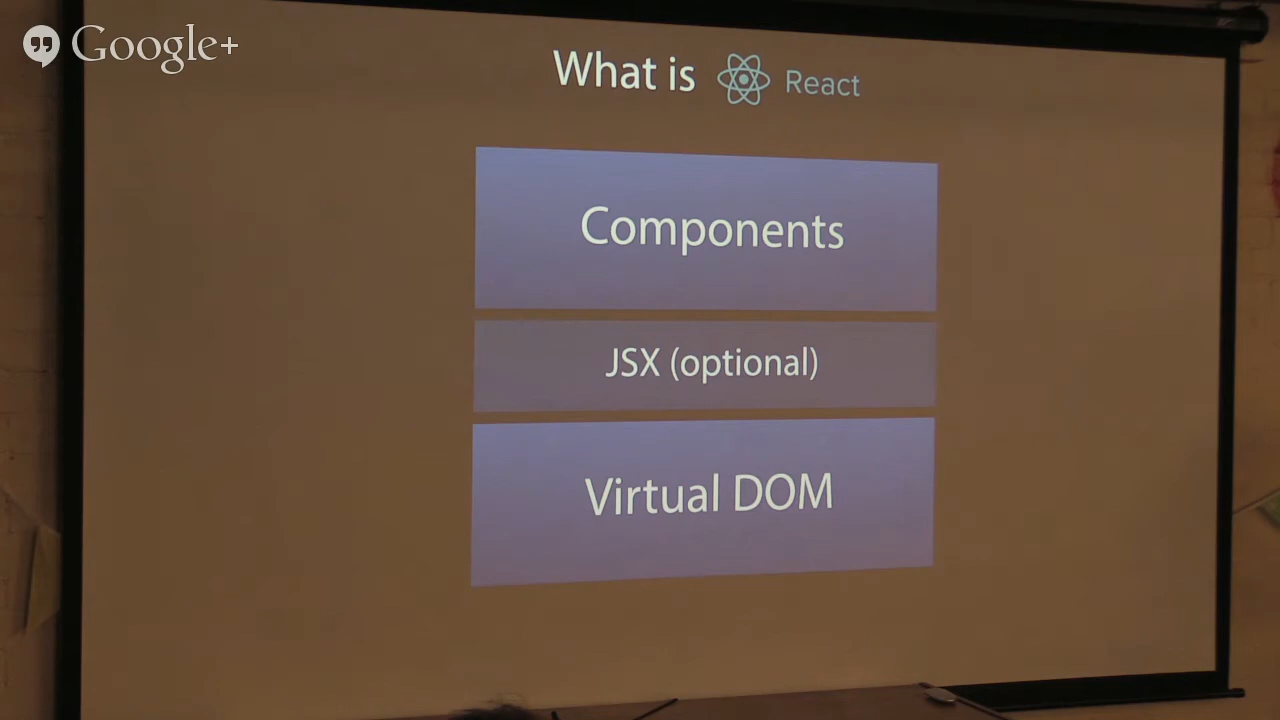 Google+
What is React
Components
JSX (optional)
Virtual DOM